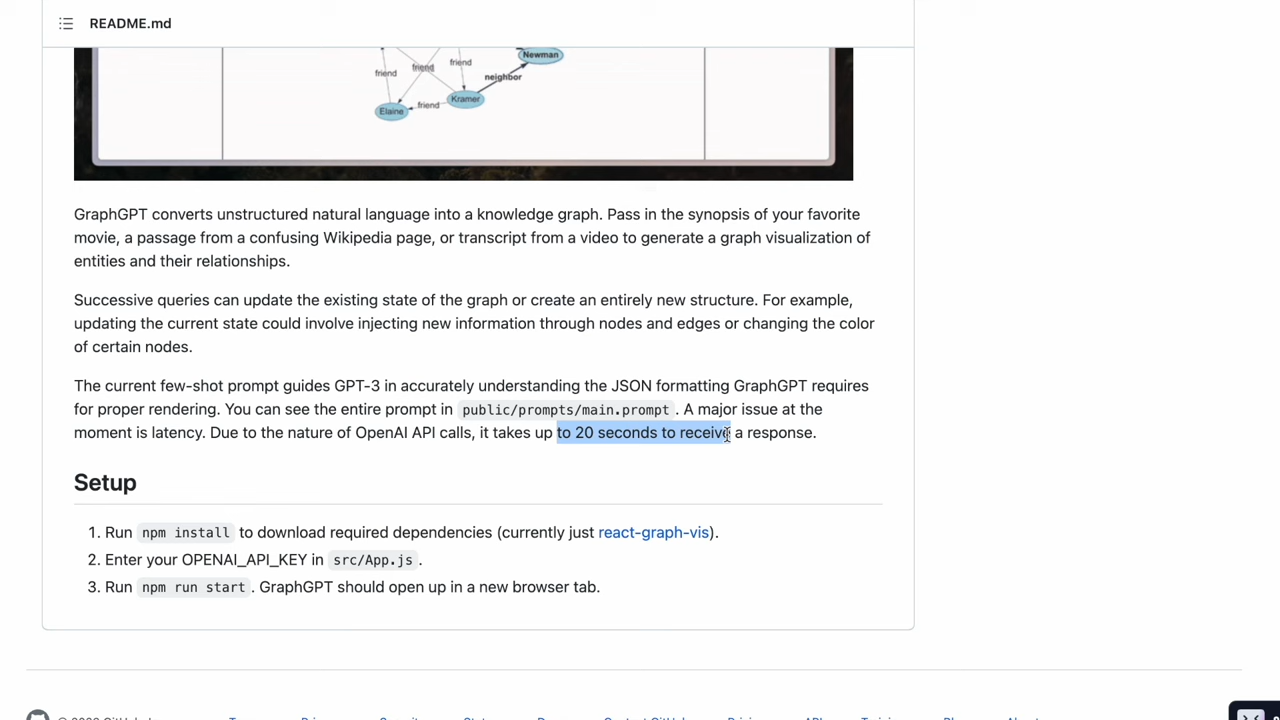 README.md
Newman
friend
friend
friend
neighbor
Kramer
friend
Elaine
GraphGPT converts unstructured natural language into a knowledge graph. Pass in the synopsis of your favorite
movie, a passage from a confusing Wikipedia page, or transcript from a video to generate a graph visualization of
entities and their relationships.
Successive queries can update the existing state of the graph or create an entirely new structure. For example,
updating the current state could involve injecting new information through nodes and edges or changing the color
of certain nodes.
The current few-shot prompt guides GPT-3 in accurately understanding the JSON formatting GraphGPT requires
for proper rendering. You can see the entire prompt in public/prompts/main.prompt. A major issue at the
moment is latency. Due to the nature of OpenAI API calls, it takes up to 20 seconds to receive a response.
Setup
1. Run npm install to download required dependencies (currently just react-graph-vis).
2. Enter your OPENAI_API_KEY in src/App.js.
3. Run npm run start. GraphGPT should open up in a new browser tab.